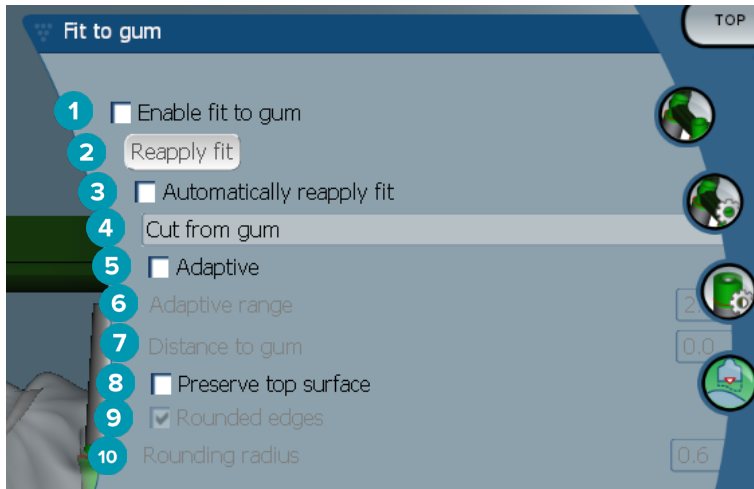 Fit to gum
TOP
1 Enable fit to gum
2 Reapply fit
3 Automatically reapply fit
4 Cut from gum
5 Adaptive
6 Adaptive range 2.
7 Distance to gum 0.0
8 Preserve top surface
9 Rounded edges
10 Rounding radius 0.6